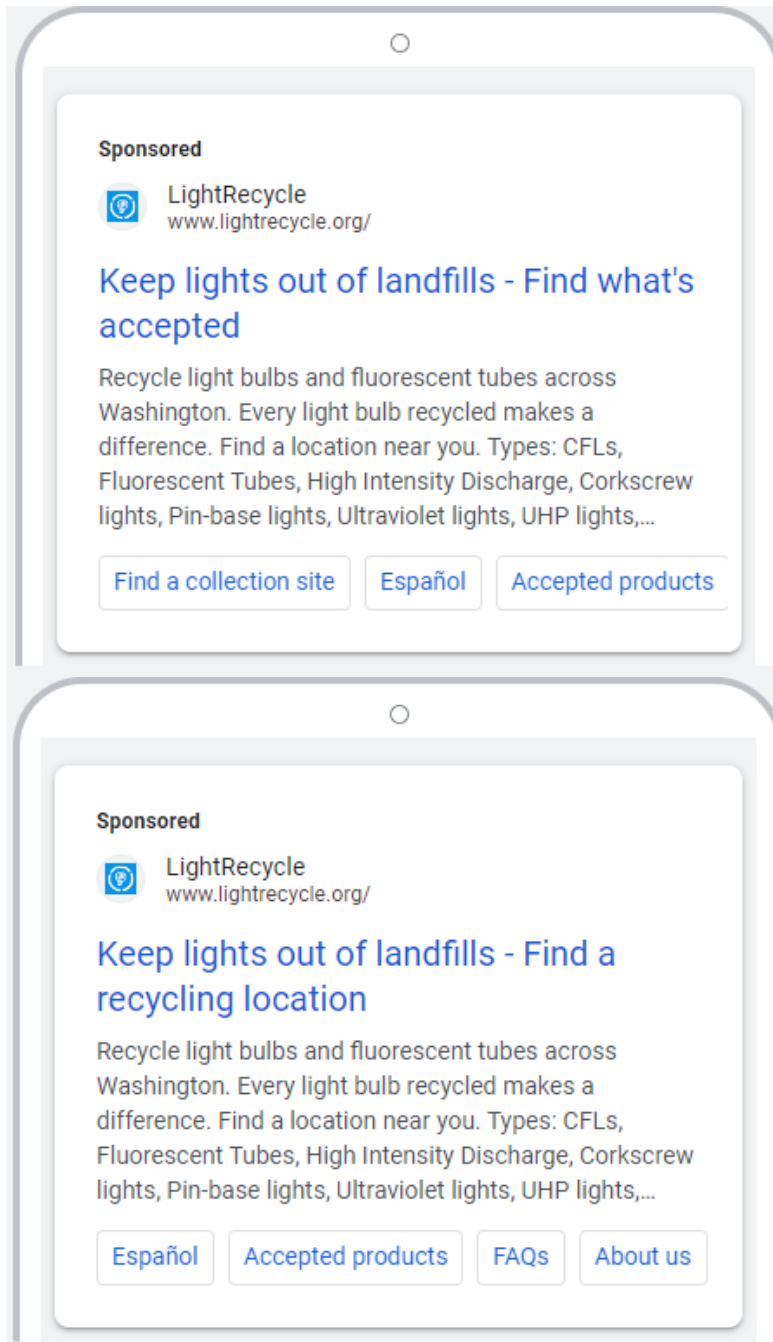 Sponsored
LightRecycle
www.lightrecycle.org/
Keep lights out of landfills - Find what's
accepted
Recycle light bulbs and fluorescent tubes across
Washington. Every light bulb recycled makes a
difference. Find a location near you. Types: CFLs,
Fluorescent Tubes, High Intensity Discharge, Corkscrew
lights, Pin-base lights, Ultraviolet lights, UHP lights,...
Find a collection site Español Accepted products
Sponsored
LightRecycle
www.lightrecycle.org/
Keep lights out of landfills - Find a
recycling location
Recycle light bulbs and fluorescent tubes across
Washington. Every light bulb recycled makes a
difference. Find a location near you. Types: CFLs,
Fluorescent Tubes, High Intensity Discharge, Corkscrew
lights, Pin-base lights, Ultraviolet lights, UHP lights,...
Español Accepted products FAQs About us